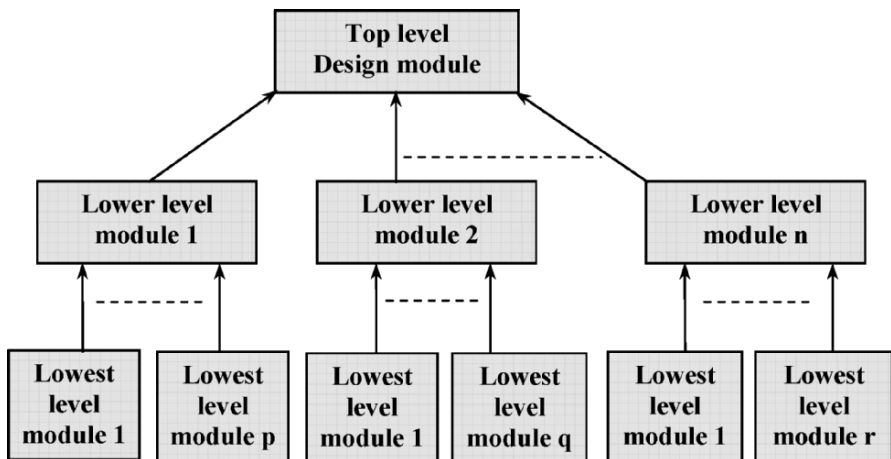 Top level
Design module
Lower level
module 1
Lower level
module 2
Lower level
module n
Lowest
level
module 1
Lowest
level
module p
Lowest
level
module 1
Lowest
level
module q
Lowest
level
module 1
Lowest
level
module r